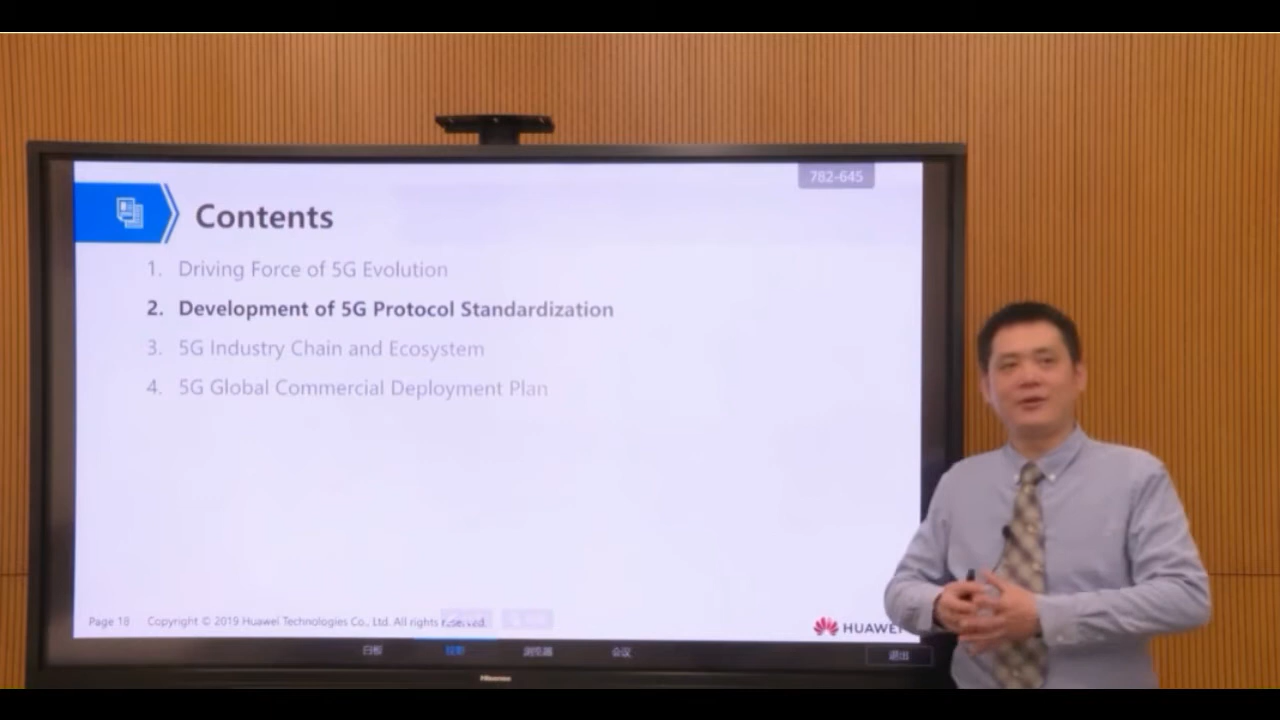 782-645
Contents
1. Driving Force of 5G Evolution
2. Development of 5G Protocol Standardization
3. 5G Industry Chain and Ecosystem
4. 5G Global Commercial Deployment Plan
Page 18 Copyright © 2019 Huawei Technologies Co., Ltd. All rights reserved.
HUAWEI
白板 投影 浏览器 会议 退出
Hisense